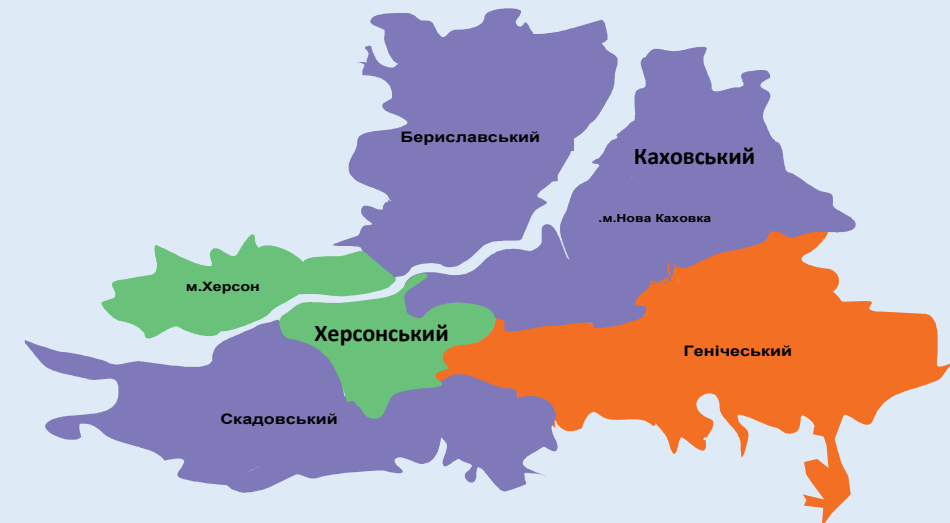 Бериславський
Каховський
.м.Нова Каховка
м.Херсон
Херсонський
Генічеський
Скадовський